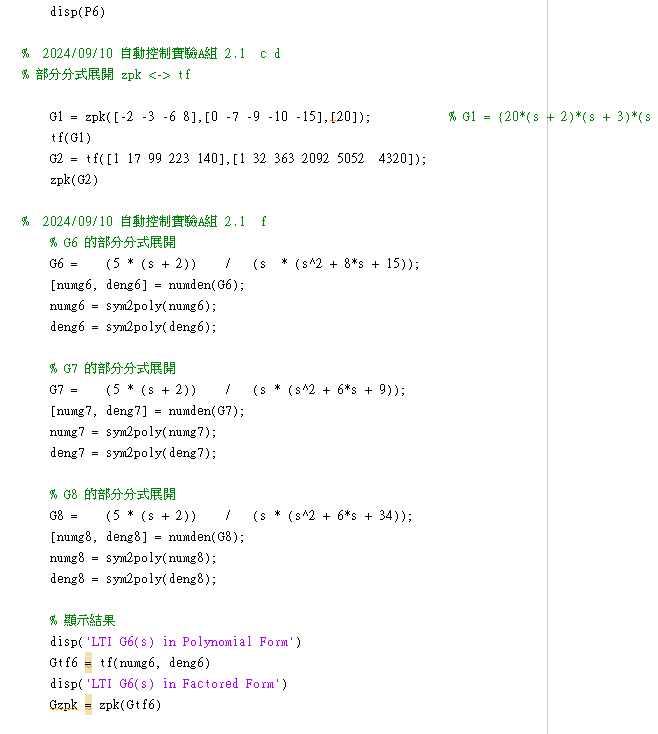 disp(P6)
%  2024/09/10 自動控制實驗A組 2.1  c d
% 部分分式展開 zpk <-> tf
G1 = zpk([-2 -3 -6 8],[0 -7 -9 -10 -15],[20]);           % G1 = {20*(s + 2)*(s + 3)*(s
tf(G1)
G2 = tf([1 17 99 223 140],[1 32 363 2092 5052  4320]);
zpk(G2)
%  2024/09/10 自動控制實驗A組 2.1  f
% G6 的部分分式展開
G6 =    (5 * (s + 2))    /   (s  * (s^2 + 8*s + 15));
[numg6, deng6] = numden(G6);
numg6 = sym2poly(numg6);
deng6 = sym2poly(deng6);
% G7 的部分分式展開
G7 =    (5 * (s + 2))    /   (s * (s^2 + 6*s + 9));
[numg7, deng7] = numden(G7);
numg7 = sym2poly(numg7);
deng7 = sym2poly(deng7);
% G8 的部分分式展開
G8 =    (5 * (s + 2))    /   (s * (s^2 + 6*s + 34));
[numg8, deng8] = numden(G8);
numg8 = sym2poly(numg8);
deng8 = sym2poly(deng8);
% 顯示結果
disp('LTI G6(s) in Polynomial Form')
Gtf6 = tf(numg6, deng6)
disp('LTI G6(s) in Factored Form')
Gzpk = zpk(Gtf6)